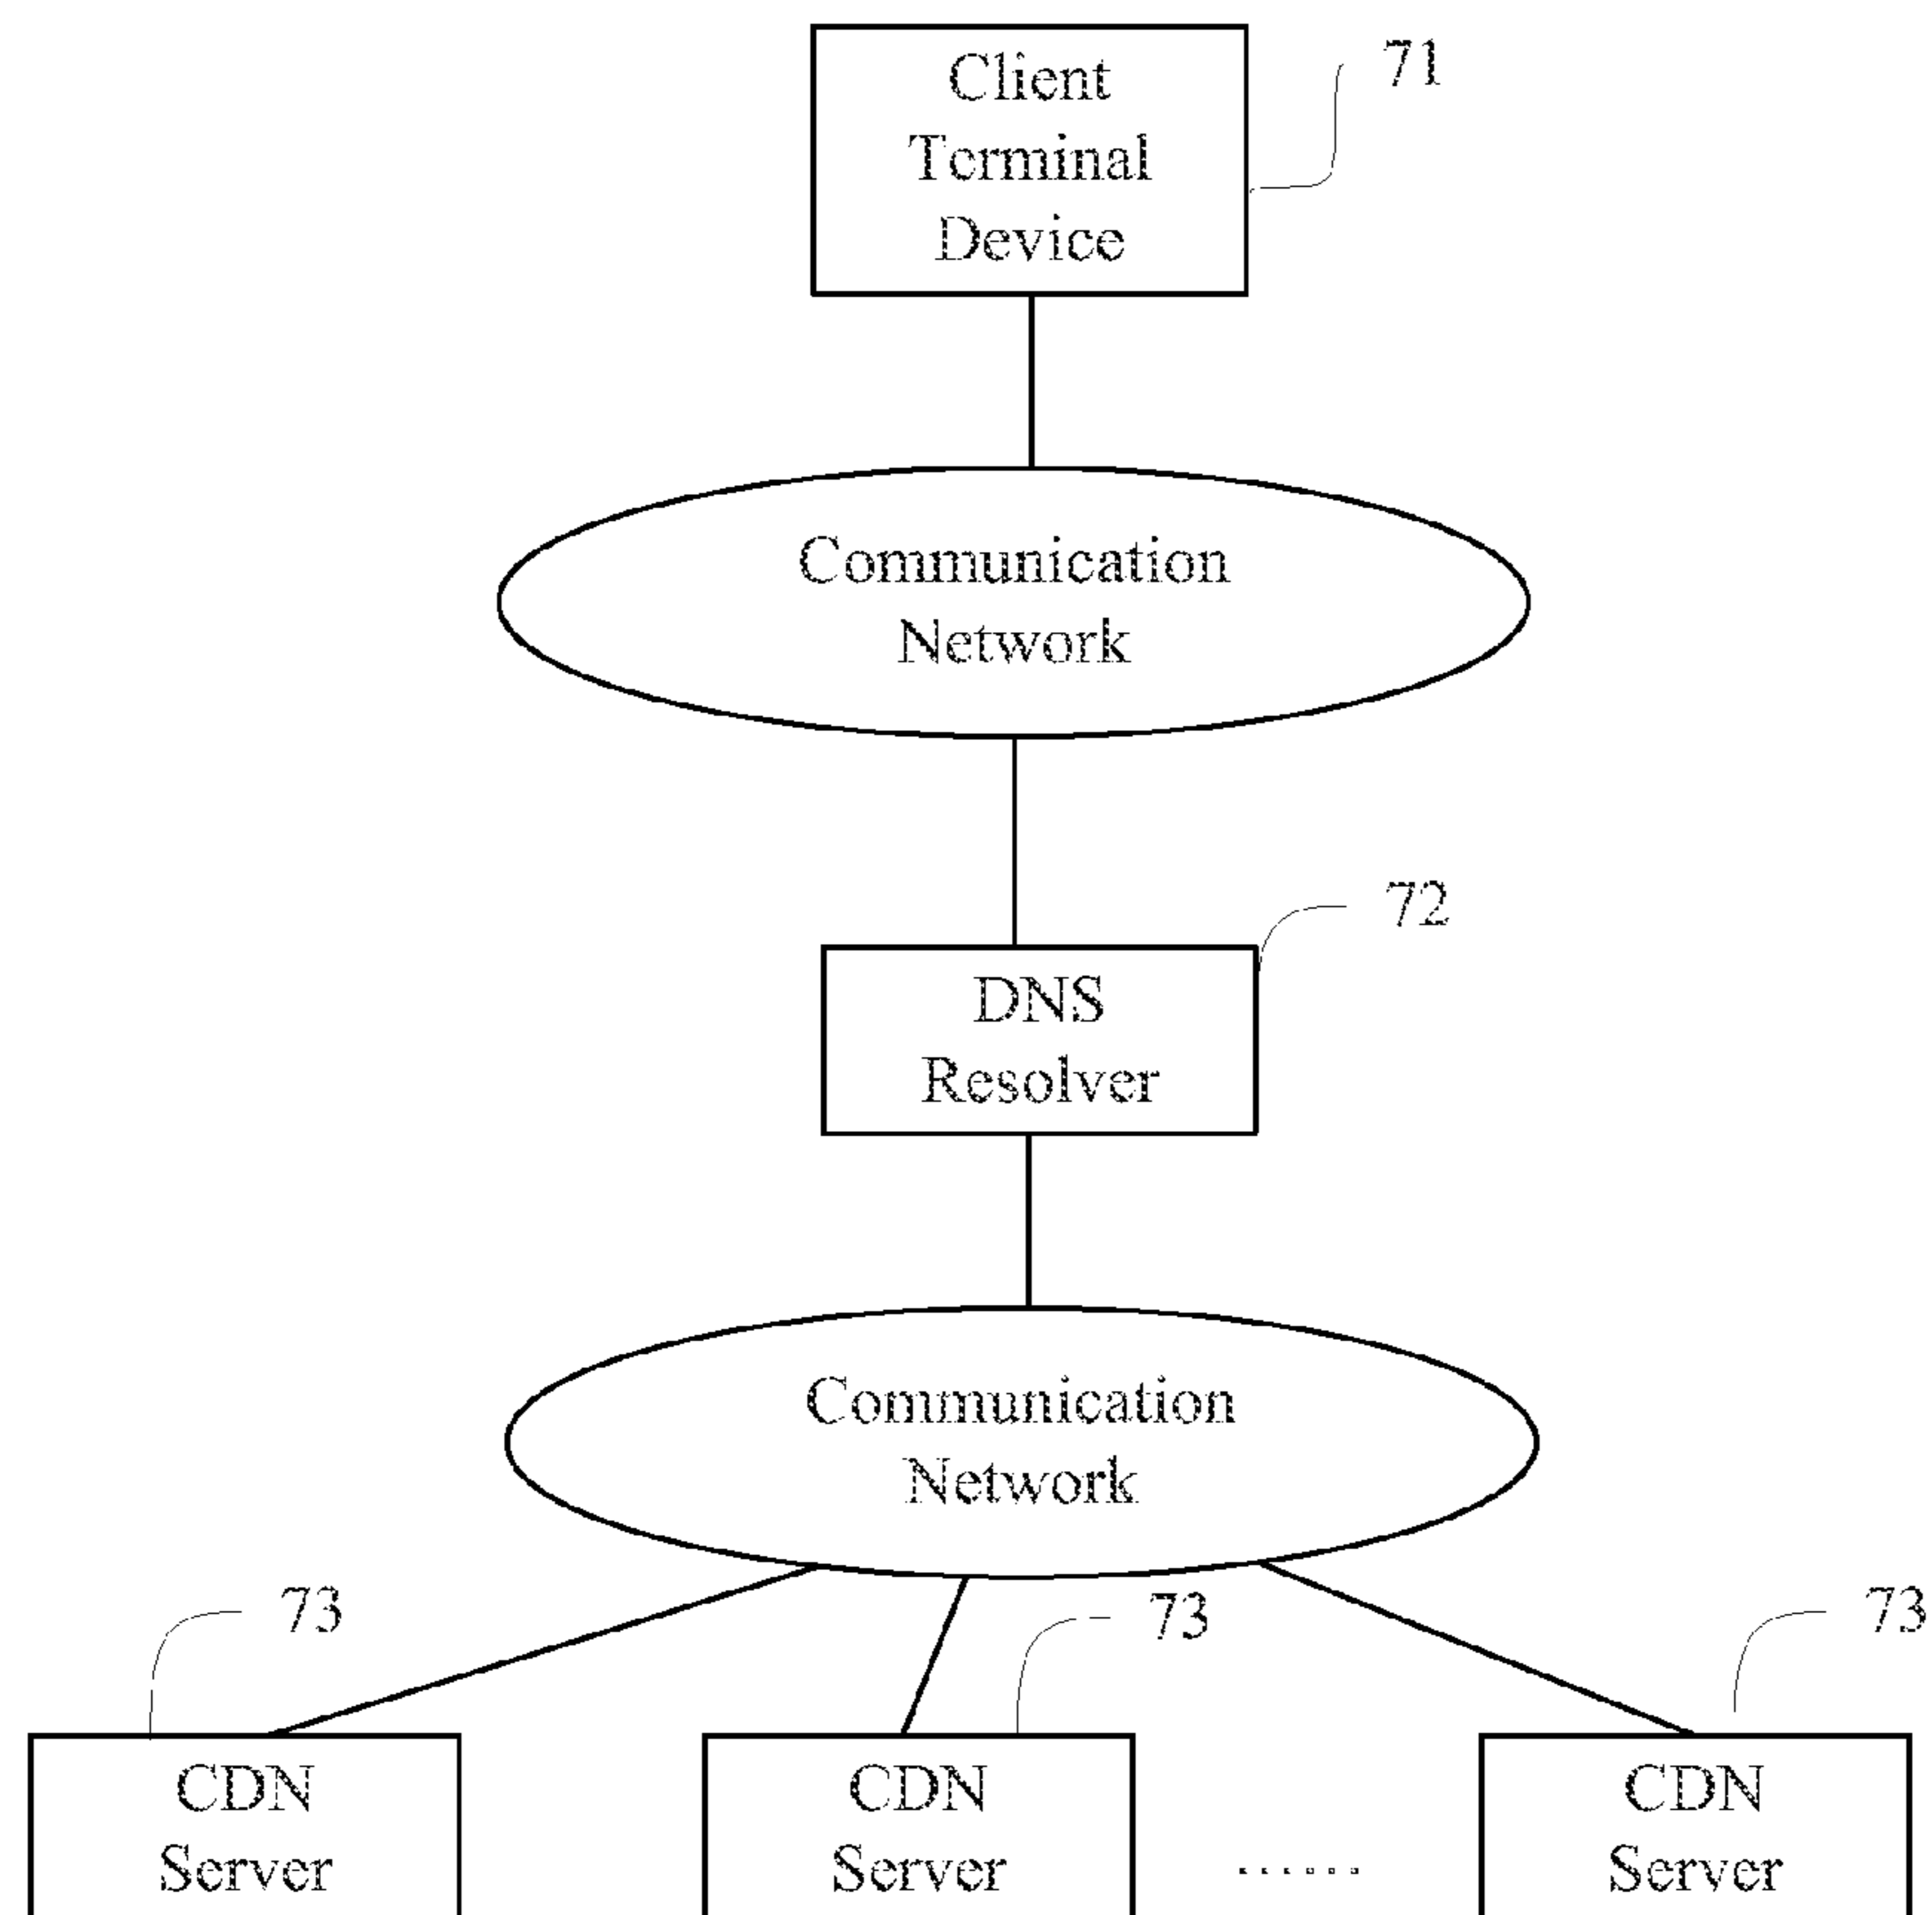 Client
Terminal
Device
71
Communication
Network
72
DNS
Resolver
Communication
Network
73
73
73
CDN
Server
CDN
Server
......
CDN
Server